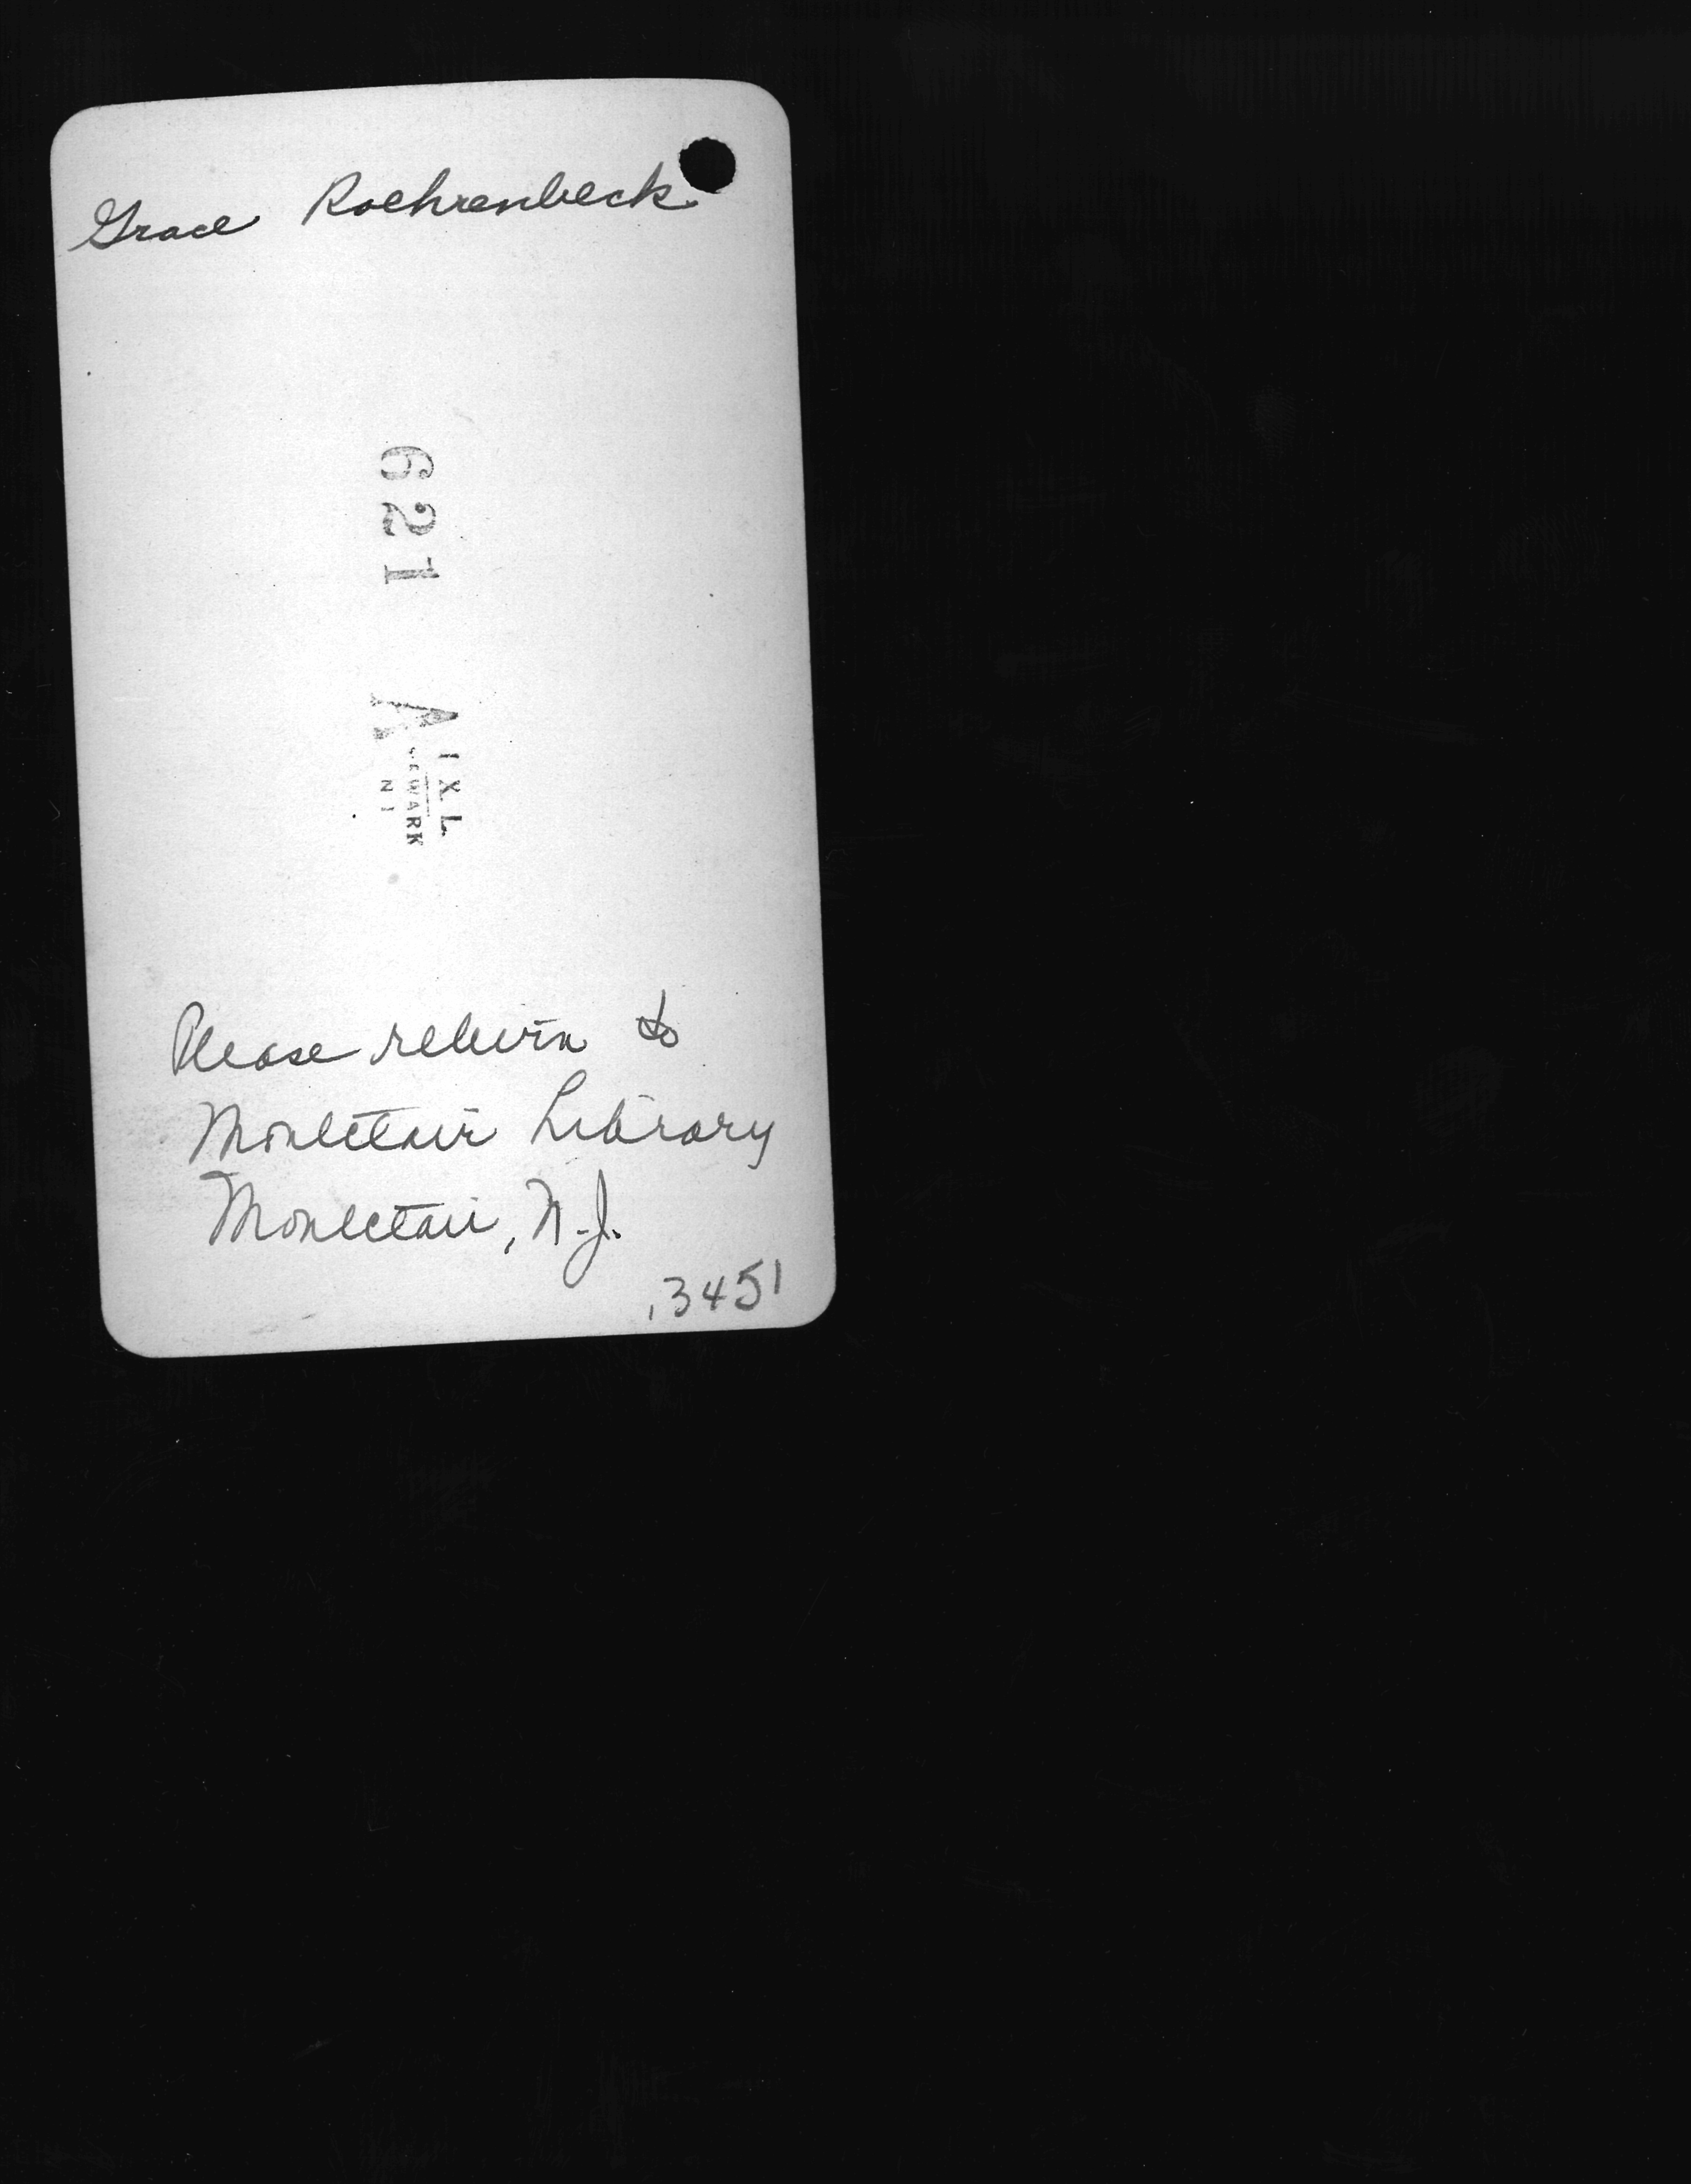 Grace Roehrenbeck
621
A IXL
NEWARK
N J
Please return to
Montclair Library
Montclair, N.J.
.3451